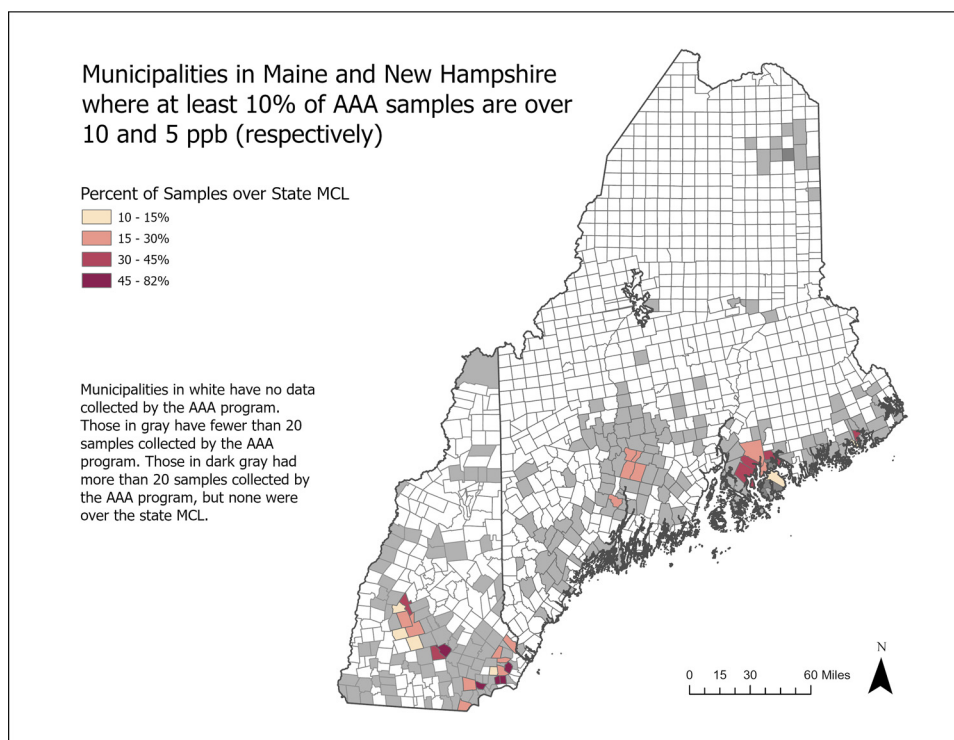 Municipalities in Maine and New Hampshire
where at least 10% of AAA samples are over
10 and 5 ppb (respectively)
Percent of Samples over State MCL
10 - 15%
15 - 30%
30 - 45%
45 - 82%
Municipalities in white have no data
collected by the AAA program.
Those in gray have fewer than 20
samples collected by the AAA
program. Those in dark gray had
more than 20 samples collected by
the AAA program, but none were
over the state MCL.
N
0 15 30 60 Miles